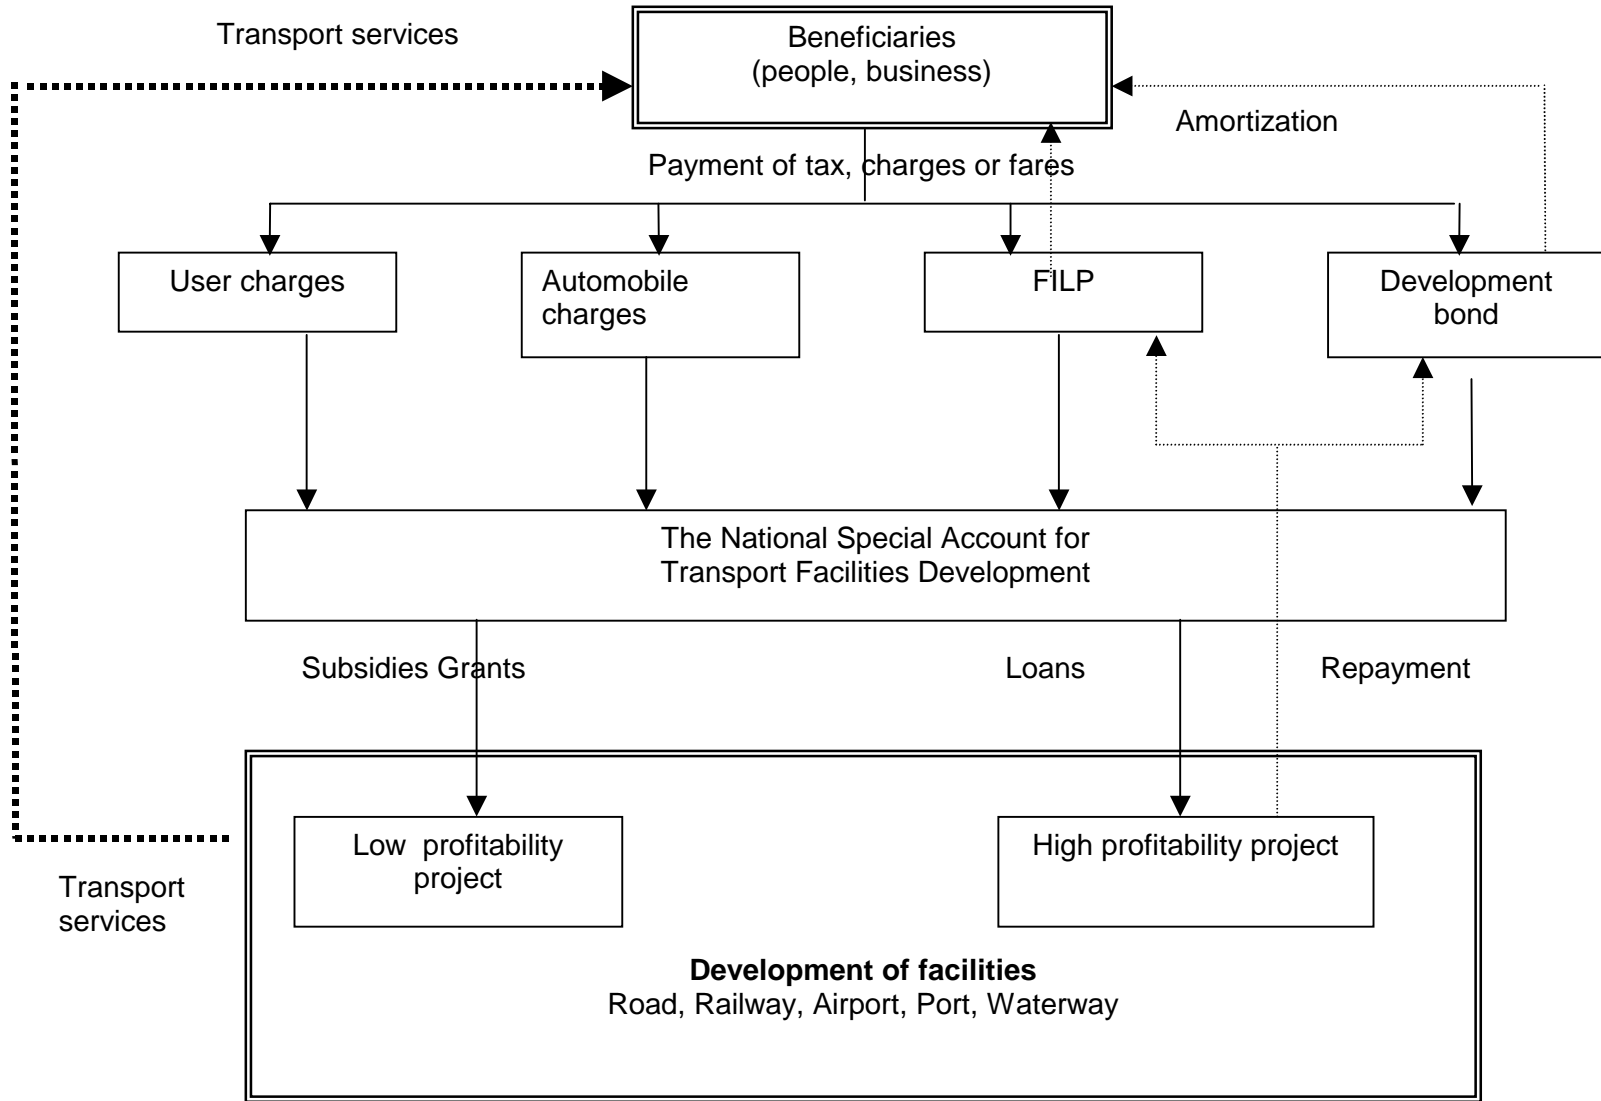 Transport services
Beneficiaries
(people, business)
Amortization
Payment of tax, charges or fares
User charges
Automobile
charges
FILP
Development
bond
The National Special Account for
Transport Facilities Development
Subsidies Grants
Loans
Repayment
Low profitability
project
High profitability project
Transport
services
Development of facilities
Road, Railway, Airport, Port, Waterway